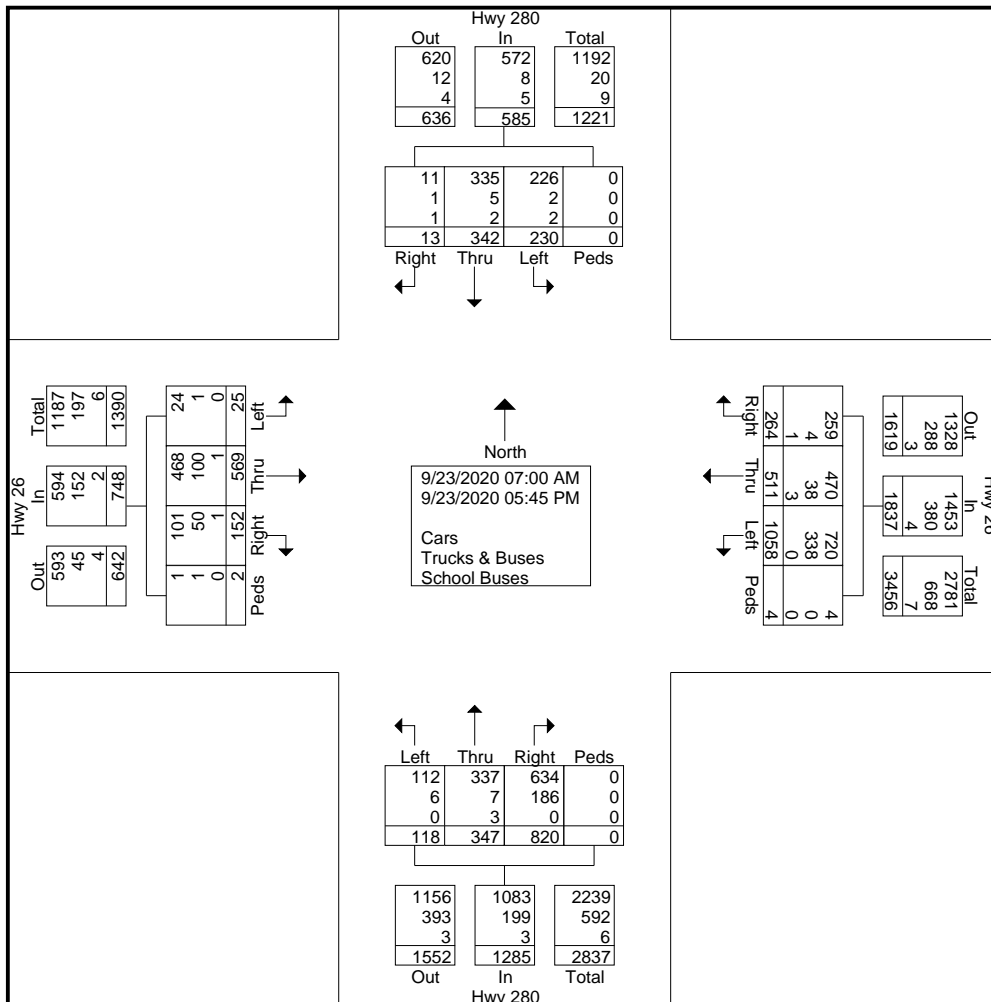 Hwy 280
Out In Total
620 572 1192
12 8 20
4 5 9
636 585 1221
11 335 226 0
1 5 2 0
1 2 2 0
13 342 230 0
Right Thru Left Peds
Hwy 26
Total In Out
1187 594 593
197 152 45
6 2 4
1390 748 642
24 468 101 1
1 100 50 1
0 1 1 0
25 569 152 2
Left Thru Right Peds
North
9/23/2020 07:00 AM
9/23/2020 05:45 PM
Cars
Trucks & Buses
School Buses
Right Thru Left Peds
264 511 1058 4
1 3 0 0
4 38 338 0
259 470 720 4
Out In Total
1328 1453 2781
288 380 668
3 4 7
1619 1837 3456
Left Thru Right Peds
112 337 634 0
6 7 186 0
0 3 0 0
118 347 820 0
1156 1083 2239
393 199 592
3 3 6
1552 1285 2837
Out In Total
Hwy 280